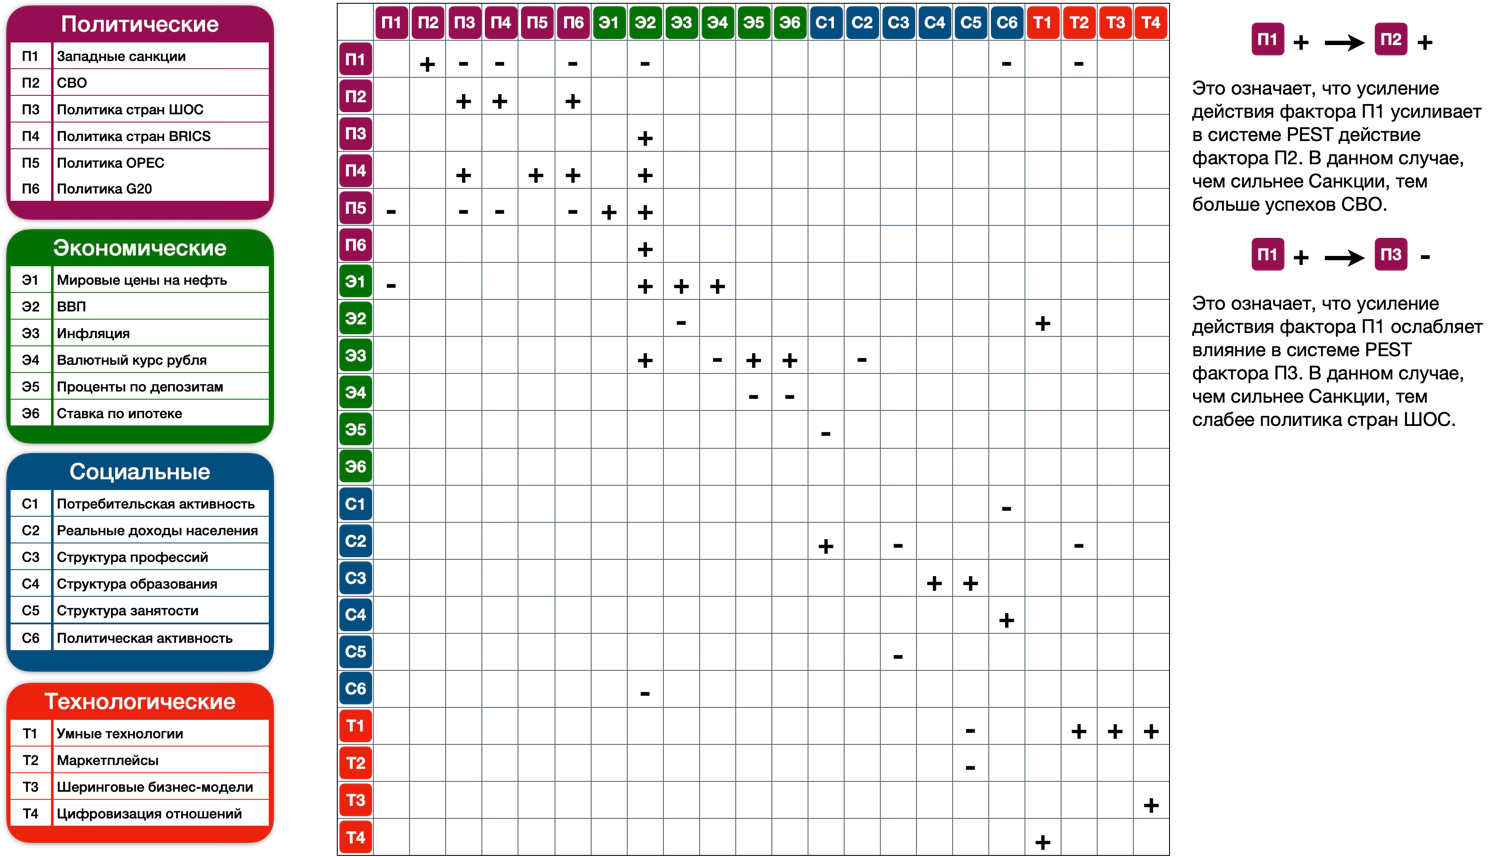 Политические
П1 Западные санкции
П2 СВО
П3 Политика стран ШОС
П4 Политика стран BRICS
П5 Политика OPEC
П6 Политика G20
Экономические
Э1 Мировые цены на нефть
Э2 ВВП
Э3 Инфляция
Э4 Валютный курс рубля
Э5 Проценты по депозитам
Э6 Ставка по ипотеке
Социальные
С1 Потребительская активность
С2 Реальные доходы населения
С3 Структура профессий
С4 Структура образования
С5 Структура занятости
С6 Политическая активность
Технологические
Т1 Умные технологии
Т2 Маркетплейсы
Т3 Шеринговые бизнес-модели
Т4 Цифровизация отношений
П1 П2 П3 П4 П5 П6 Э1 Э2 Э3 Э4 Э5 Э6 С1 С2 С3 С4 С5 С6 Т1 Т2 Т3 Т4
П1 + - - - - - -
П2 + + +
П3 +
П4 + + + +
П5 - - - - + +
П6 +
Э1 - + + +
Э2 - +
Э3 + - + + -
Э4 - -
Э5 -
Э6
С1 -
С2 + - -
С3 + +
С4 +
С5 -
С6 -
Т1 - + + +
Т2 -
Т3 +
Т4 +
П1 + → П2 +
Это означает, что усиление
действия фактора П1 усиливает
в системе PEST действие
фактора П2. В данном случае,
чем сильнее Санкции, тем
больше успехов СВО.
П1 + → П3 -
Это означает, что усиление
действия фактора П1 ослабляет
влияние в системе PEST
фактора П3. В данном случае,
чем сильнее Санкции, тем
слабее политика стран ШОС.